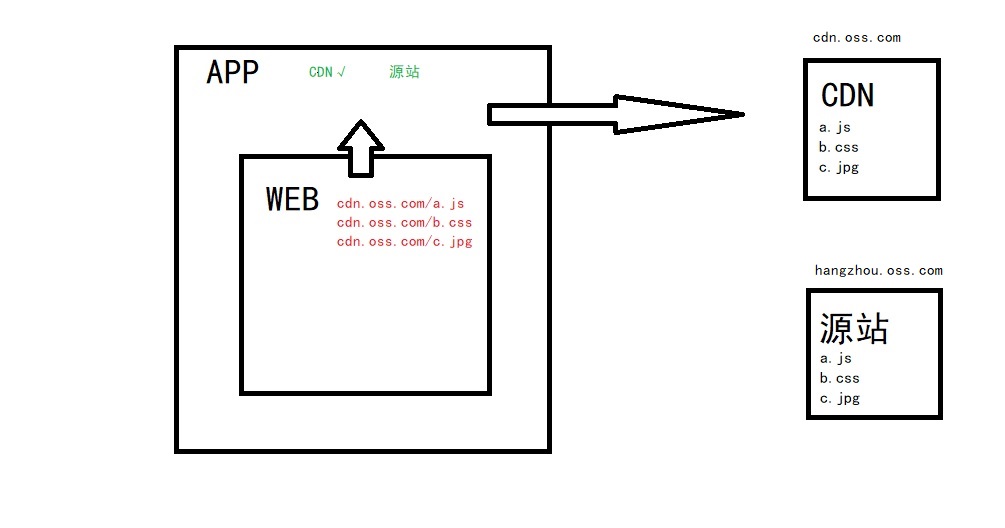 APP CDN √ 源站
WEB
cdn.oss.com/a.js
cdn.oss.com/b.css
cdn.oss.com/c.jpg
cdn.oss.com
CDN
a.js
b.css
c.jpg
hangzhou.oss.com
源站
a.js
b.css
c.jpg